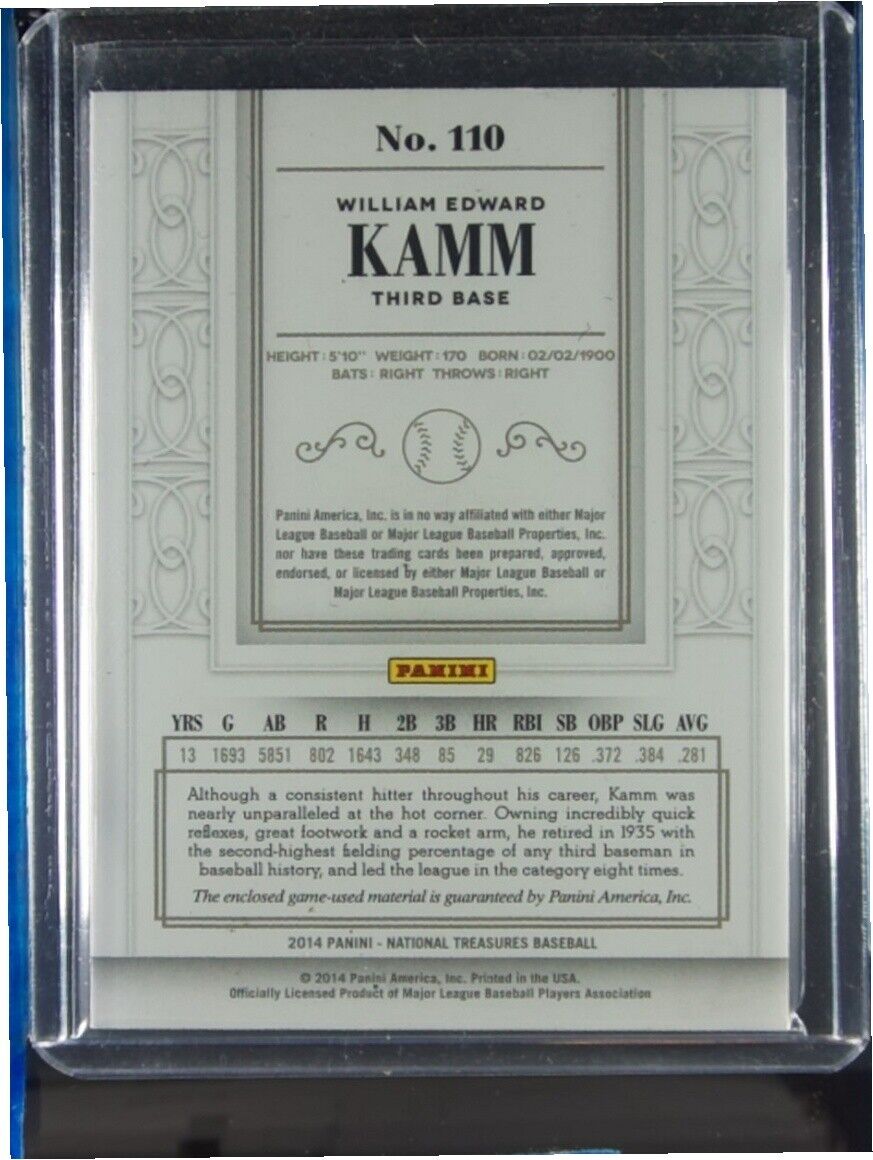 No. 110
WILLIAM EDWARD
KAMM
THIRD BASE
HEIGHT: 5'10" WEIGHT: 170 BORN: 02/02/1900
BATS: RIGHT THROWS: RIGHT
Panini America, Inc. is in no way affiliated with either Major
League Baseball or Major League Baseball Properties, Inc.
nor have these trading cards been prepared, approved,
endorsed, or licensed by either Major League Baseball or
Major League Baseball Properties, Inc.
PANINI
YRS G AB R H 2B 3B HR RBI SB OBP SLG AVG
13 1693 5851 802 1643 348 85 29 826 126 .372 .384 .281
Although a consistent hitter throughout his career, Kamm was
nearly unparalleled at the hot corner. Owning incredibly quick
reflexes, great footwork and a rocket arm, he retired in 1935 with
the second-highest fielding percentage of any third baseman in
baseball history, and led the league in the category eight times.
The enclosed game-used material is guaranteed by Panini America, Inc.
2014 PANINI - NATIONAL TREASURES BASEBALL
© 2014 Panini America, Inc. Printed in the USA.
Officially Licensed Product of Major League Baseball Players Association